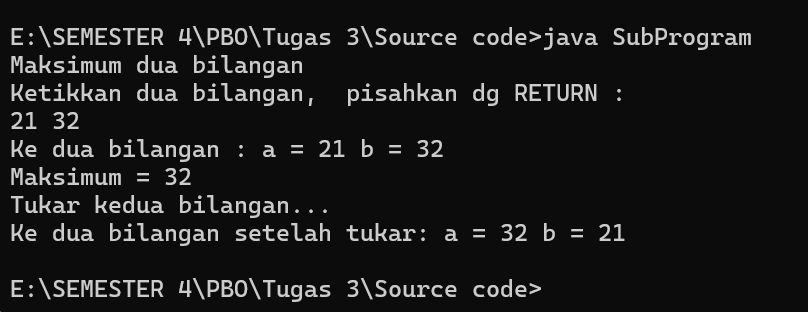 E:\SEMESTER 4\PBO\Tugas 3\Source code>java SubProgram
Maksimum dua bilangan
Ketikkan dua bilangan,  pisahkan dg RETURN :
21 32
Ke dua bilangan : a = 21 b = 32
Maksimum = 32
Tukar kedua bilangan...
Ke dua bilangan setelah tukar: a = 32 b = 21
E:\SEMESTER 4\PBO\Tugas 3\Source code>